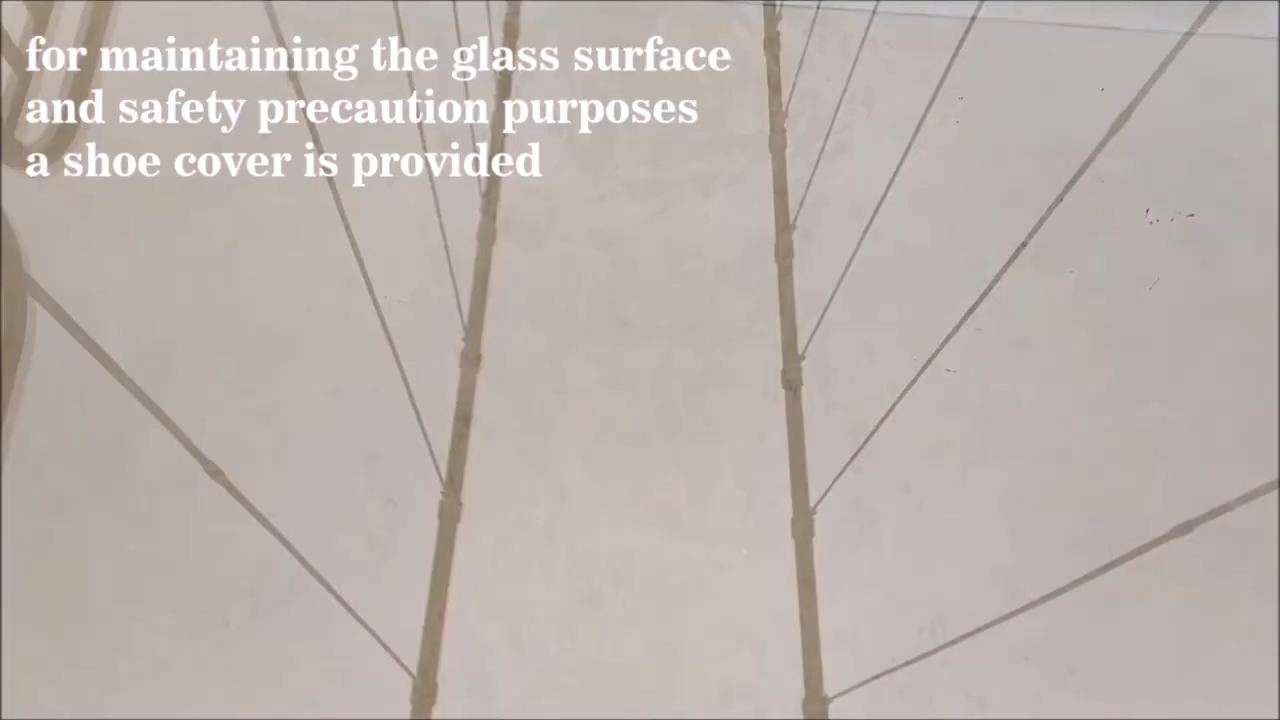 for maintaining the glass surface
and safety precaution purposes
a shoe cover is provided